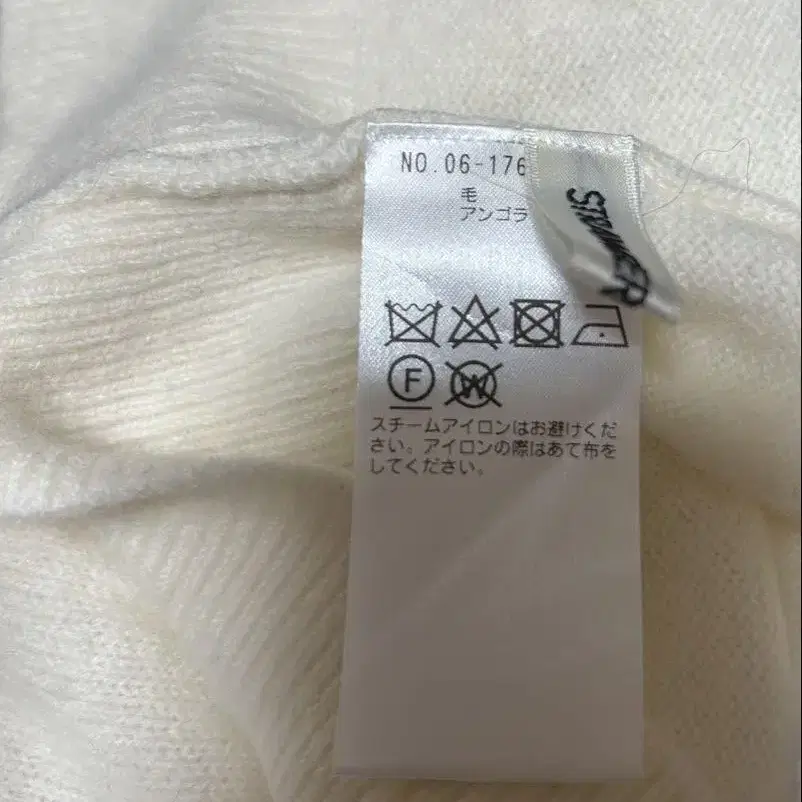 NO.06-176
毛
アンゴラ
F
W
スチームアイロンはお避けくだ
さい。アイロンの際はあて布を
してください。